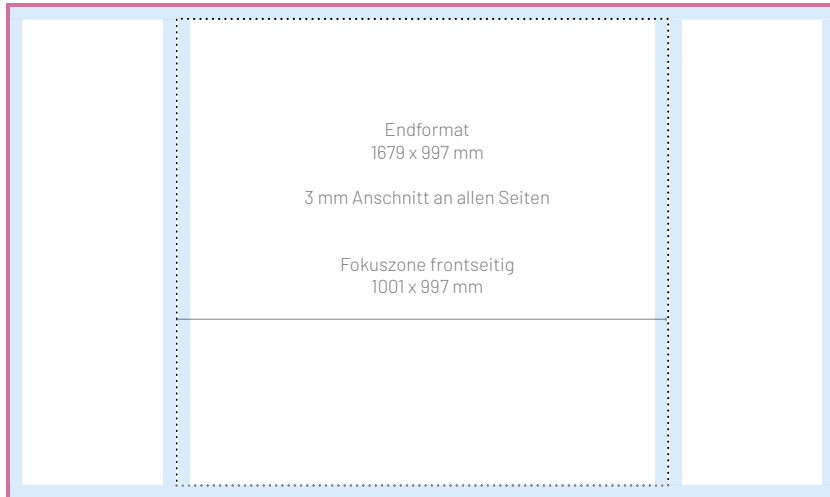 Endformat
1679 x 997 mm
3 mm Anschnitt an allen Seiten
Fokuszone frontseitig
1001 x 997 mm